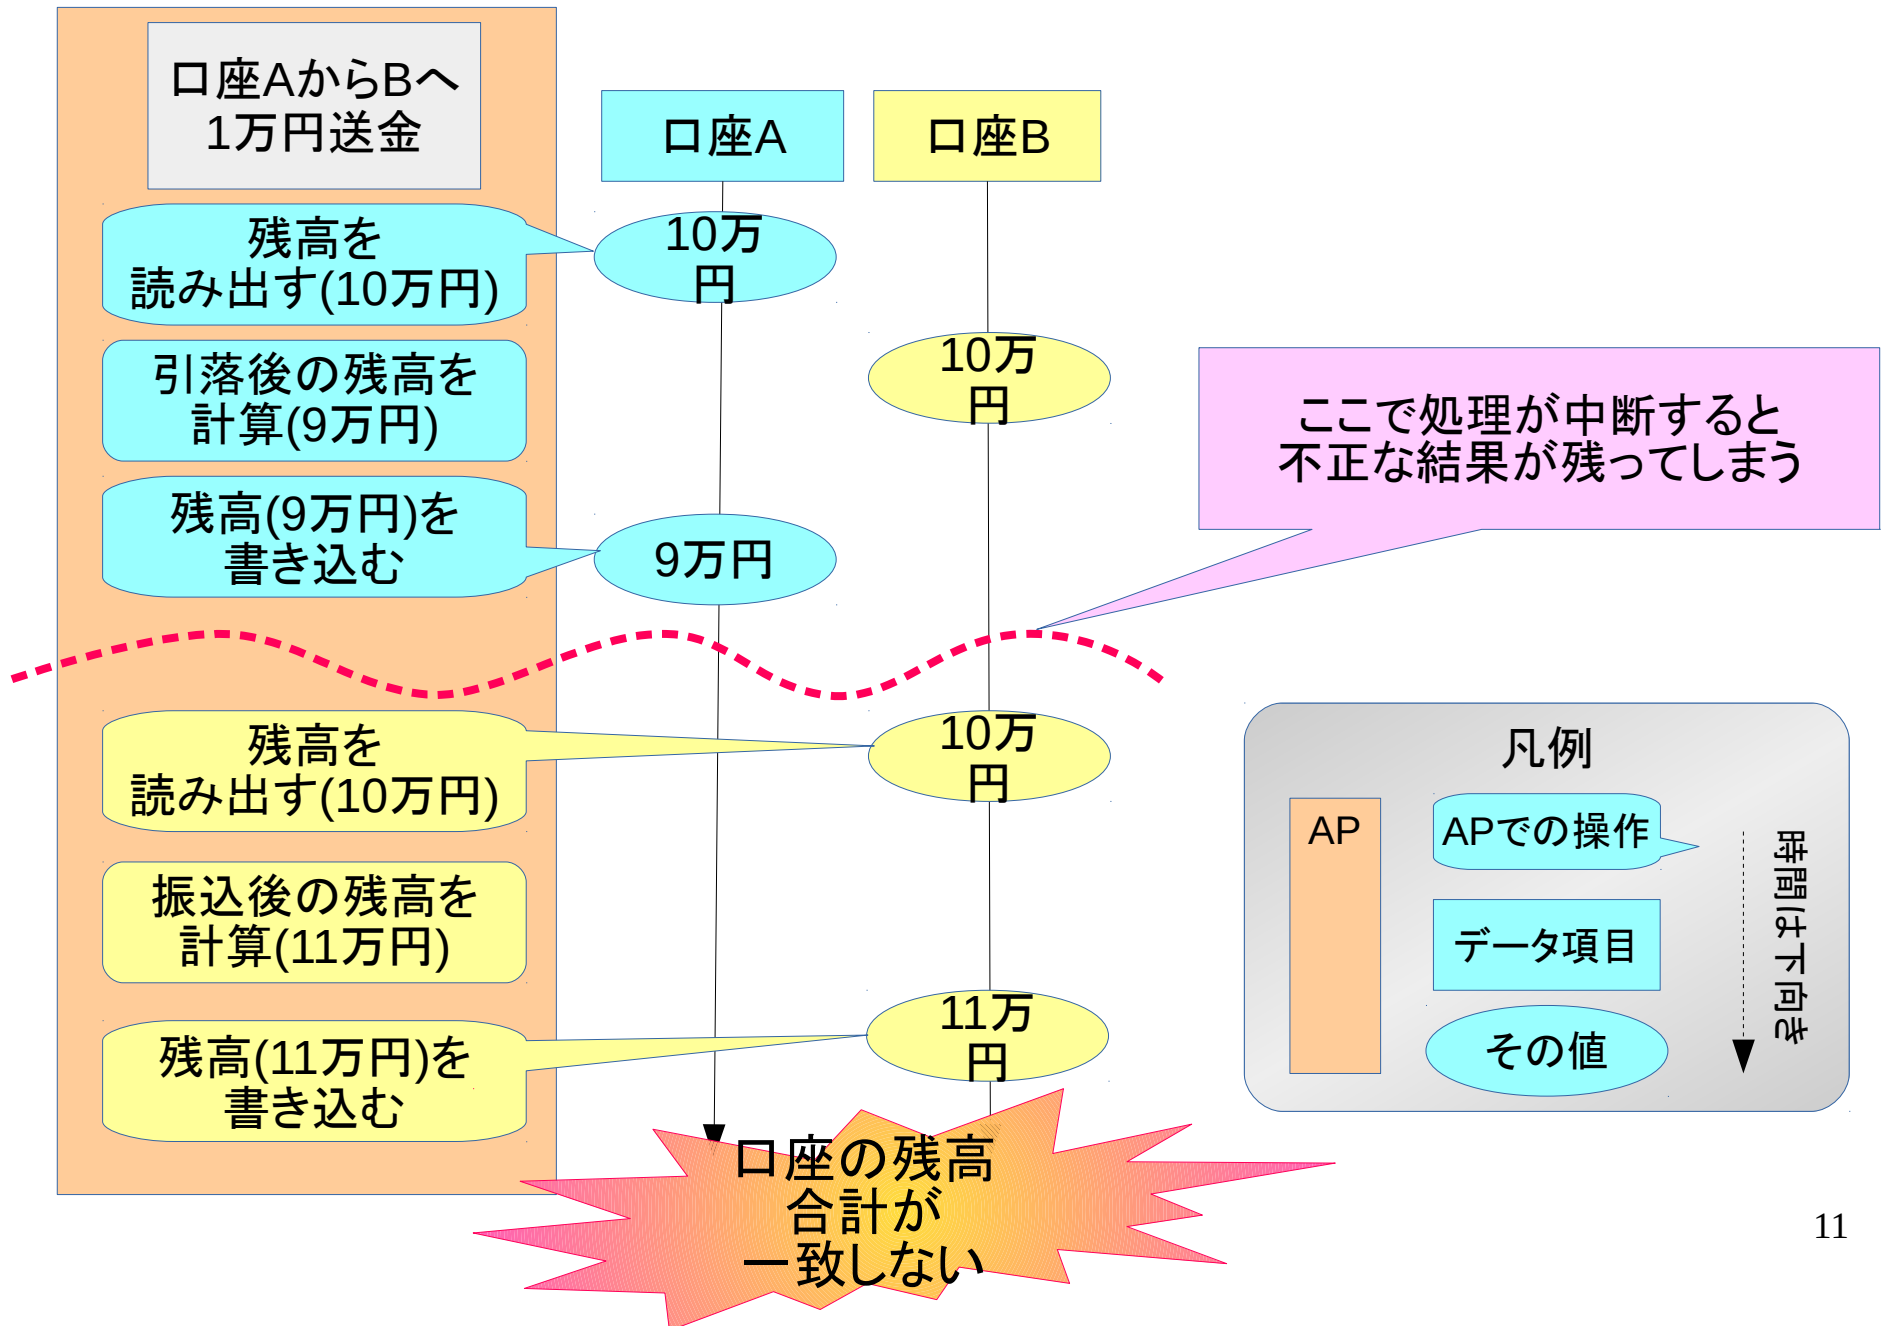 口座AからBへ
1万円送金
口座A
口座B
残高を
読み出す(10万円)
10万
円
引落後の残高を
計算(9万円)
10万
円
残高(9万円)を
書き込む
9万円
ここで処理が中断すると
不正な結果が残ってしまう
残高を
読み出す(10万円)
10万
円
振込後の残高を
計算(11万円)
残高(11万円)を
書き込む
11万
円
口座の残高
合計が
一致しない
凡例
AP
APでの操作
データ項目
その値
時間は下向き
11